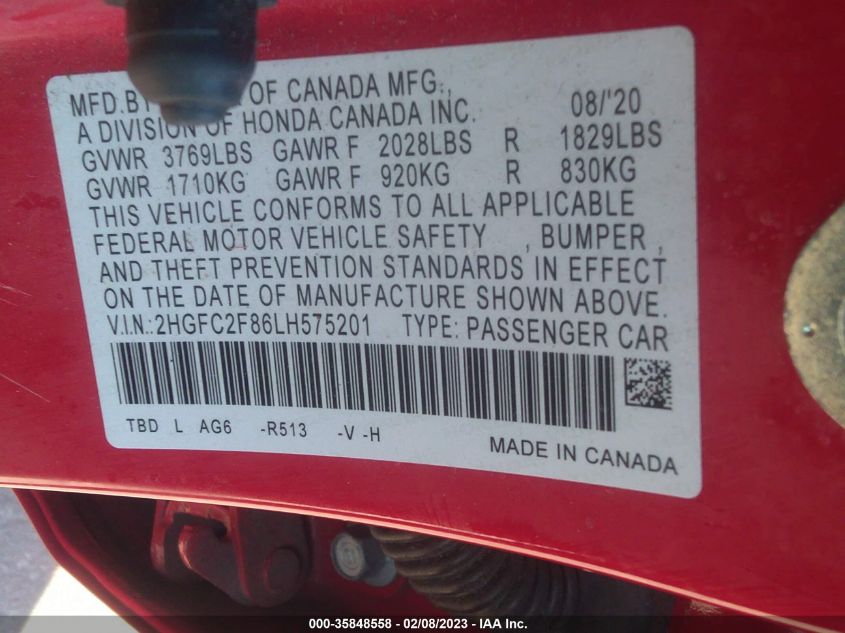 MFD.BY OF CANADA MFG., 08/'20
A DIVISION OF HONDA CANADA INC.
GVWR 3769LBS GAWR F 2028LBS R 1829LBS
GVWR 1710KG GAWR F 920KG R 830KG
THIS VEHICLE CONFORMS TO ALL APPLICABLE
FEDERAL MOTOR VEHICLE SAFETY , BUMPER ,
AND THEFT PREVENTION STANDARDS IN EFFECT
ON THE DATE OF MANUFACTURE SHOWN ABOVE.
V.I.N.:2HGFC2F86LH575201 TYPE: PASSENGER CAR
TBD L AG6 -R513 -V -H
MADE IN CANADA
000-35848558 - 02/08/2023 - IAA Inc.